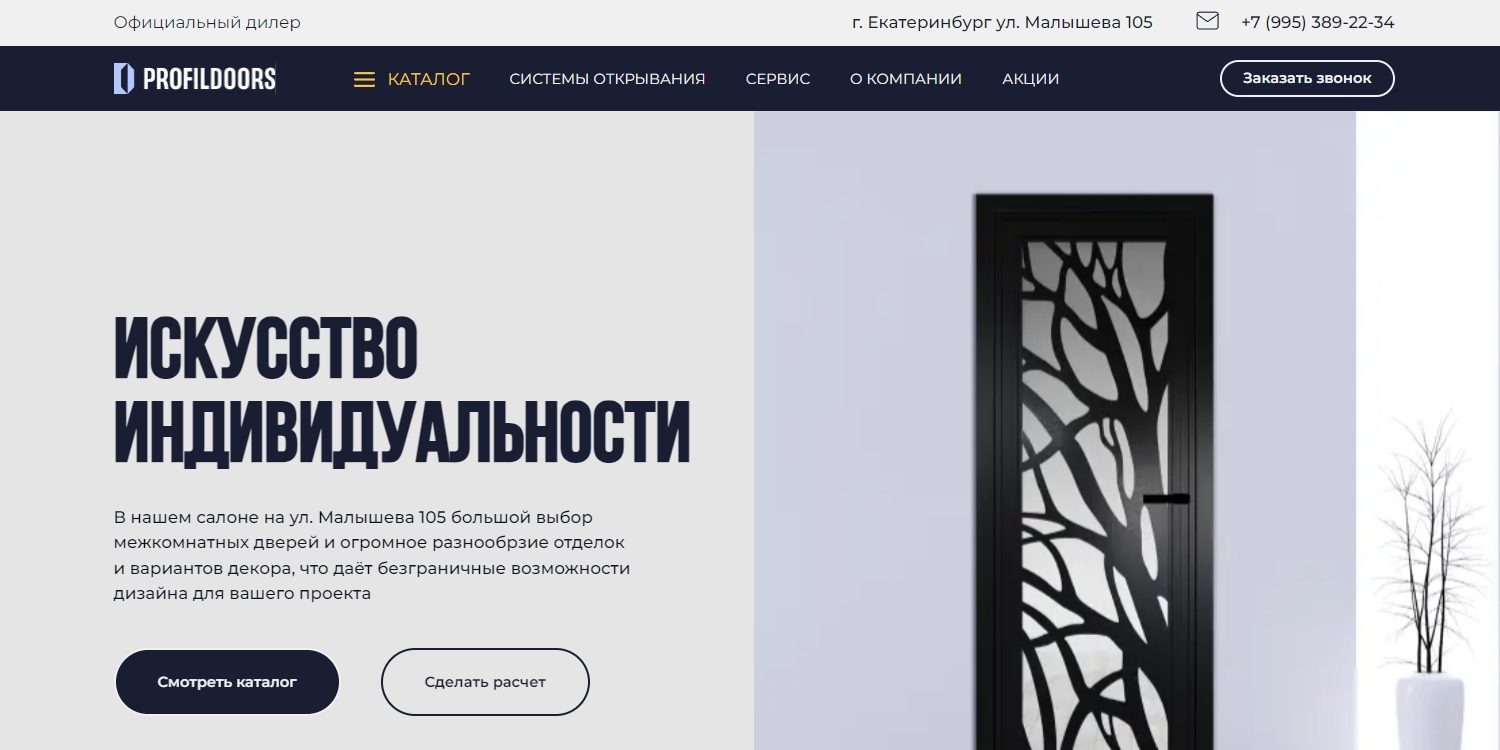 Официальный дилер
г. Екатеринбург ул. Малышева 105
+7 (995) 389-22-34
PROFILDOORS
КАТАЛОГ
СИСТЕМЫ ОТКРЫВАНИЯ
СЕРВИС
О КОМПАНИИ
АКЦИИ
Заказать звонок
ИСКУССТВО
ИНДИВИДУАЛЬНОСТИ
В нашем салоне на ул. Малышева 105 большой выбор
межкомнатных дверей и огромное разнообрзие отделок
и вариантов декора, что даёт безграничные возможности
дизайна для вашего проекта
Смотреть каталог
Сделать расчет